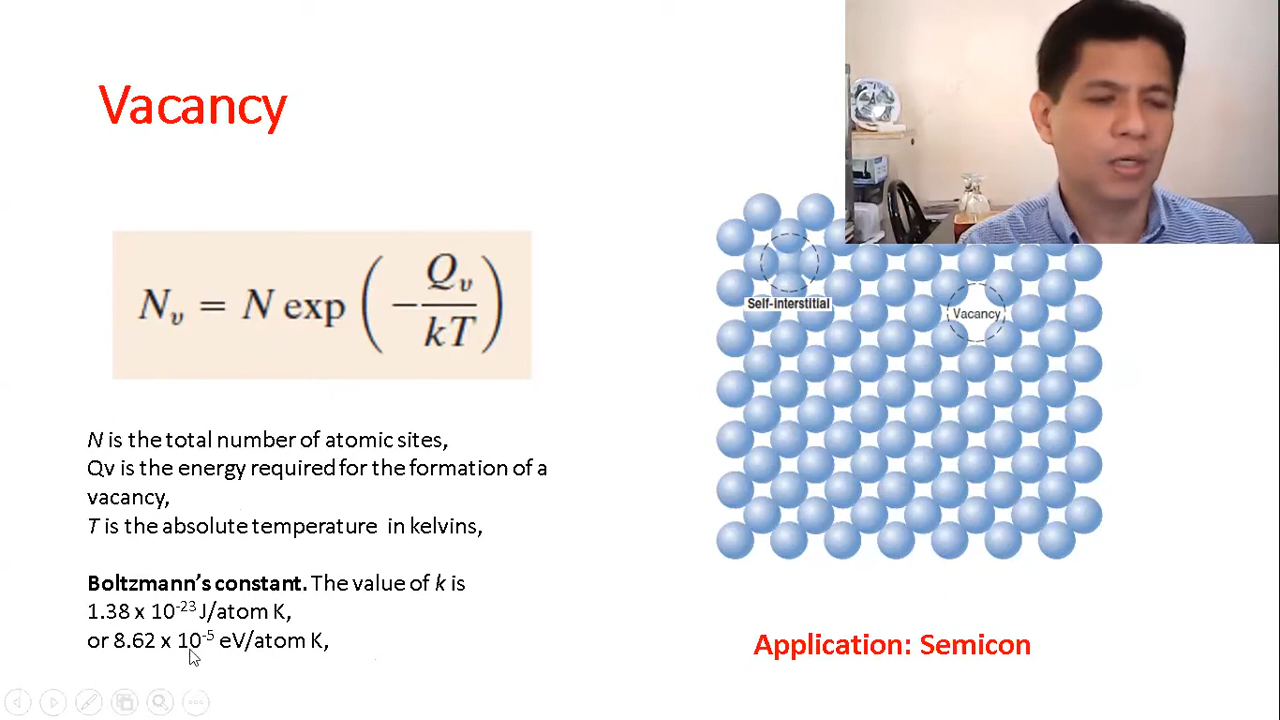 Vacancy
Nᵥ = N exp (− Qᵥ / kT)
Self-interstitial
Vacancy
N is the total number of atomic sites,
Qv is the energy required for the formation of a
vacancy,
T is the absolute temperature in kelvins,
Boltzmann's constant. The value of k is
1.38 x 10⁻²³ J/atom K,
or 8.62 x 10⁻⁵ eV/atom K,
Application: Semicon